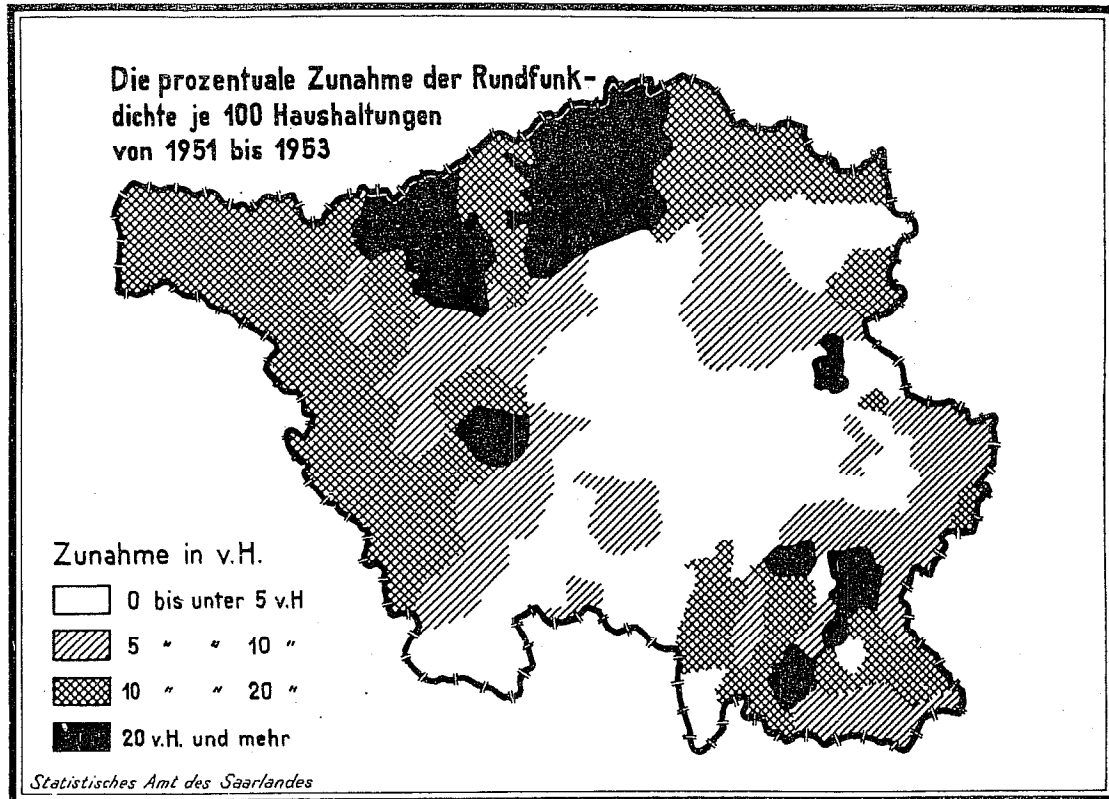 Die prozentuale Zunahme der Rundfunk-
dichte je 100 Haushaltungen
von 1951 bis 1953
Zunahme in v.H.
0 bis unter 5 v.H
5 " " 10 "
10 " " 20 "
20 v.H. und mehr
Statistisches Amt des Saarlandes